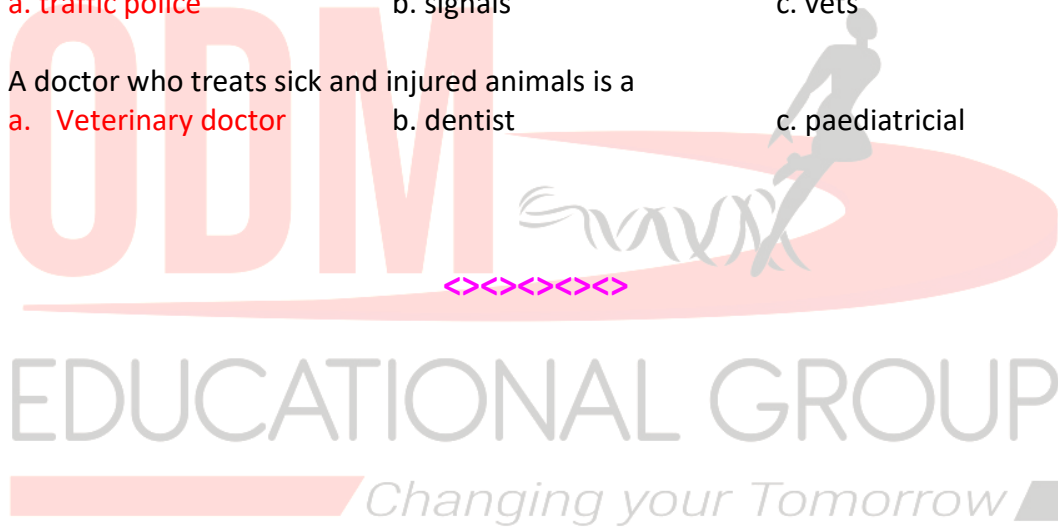 a. traffic police b. signals c. vets
A doctor who treats sick and injured animals is a
a. Veterinary doctor b. dentist c. paediatricial
ODM
<><><><><>
EDUCATIONAL GROUP
Changing your Tomorrow